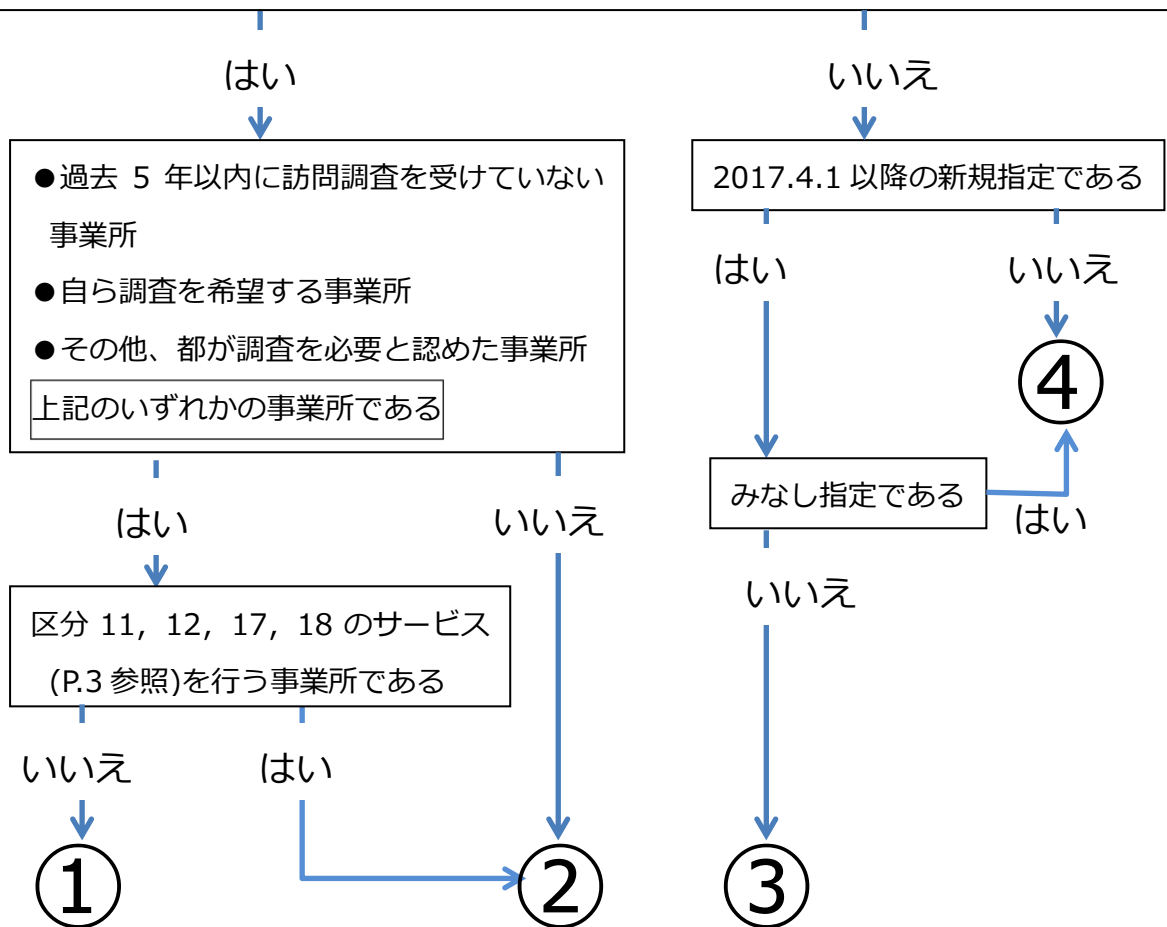 はい
いいえ
●過去 5 年以内に訪問調査を受けていない
事業所
●自ら調査を希望する事業所
●その他、都が調査を必要と認めた事業所
上記のいずれかの事業所である
2017.4.1 以降の新規指定である
はい
いいえ
④
みなし指定である
はい
いいえ
はい
いいえ
区分 11, 12, 17, 18 のサービス
(P.3 参照)を行う事業所である
いいえ
はい
①
②
③